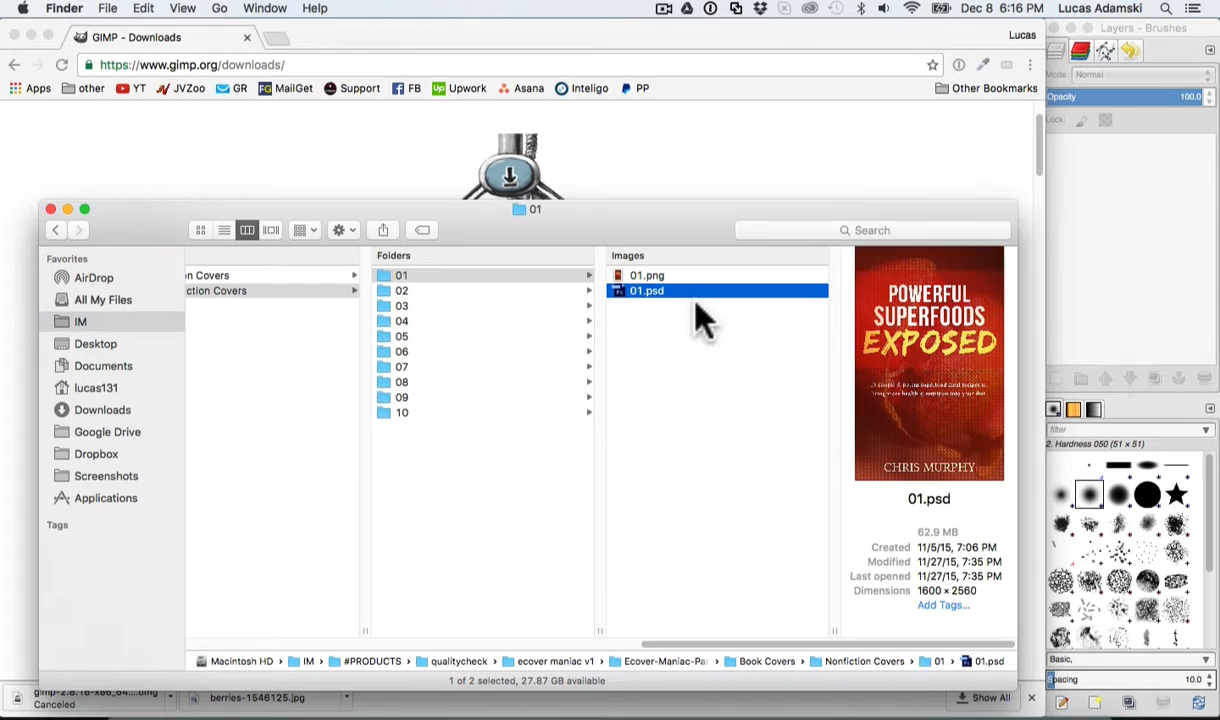 Finder File Edit View Go Window Help Dec 8 6:16 PM Lucas Adamski
GIMP - Downloads Lucas Layers - Brushes
https://www.gimp.org/downloads/
Mode: Normal
Apps other YT JVZoo GR MailGet Support FB Upwork Asana Inteligo PP Other Bookmarks
Opacity 100.0
Lock:
01
Search
Favorites
AirDrop
All My Files
IM
Desktop
Documents
lucas131
Downloads
Google Drive
Dropbox
Screenshots
Applications
Tags
n Covers
ction Covers
Folders
01
02
03
04
05
06
07
08
09
10
Images
01.png
01.psd
POWERFUL
SUPERFOODS
EXPOSED
CHRIS MURPHY
01.psd
62.9 MB
Created 11/5/15, 7:06 PM
Modified 11/27/15, 7:35 PM
Last opened 11/27/15, 7:35 PM
Dimensions 1600 × 2560
Add Tags...
Macintosh HD › IM › #PRODUCTS › qualitycheck › ecover maniac v1 › Ecover-Maniac-Pa › Book Covers › Nonfiction Covers › 01 › 01.psd
1 of 2 selected, 27.87 GB available
filter
2. Hardness 050 (51 × 51)
Basic,
Spacing 10.0
gimp-2.8.18-x86_64....dmg
Canceled
berries-1546125.jpg
Show All